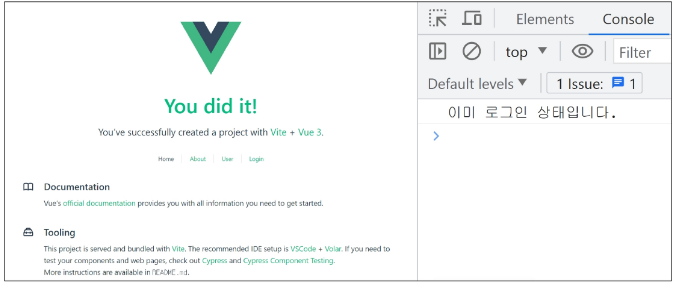 You did it!
You've successfully created a project with Vite + Vue 3.
Home About User Login
Documentation
Vue's official documentation provides you with all information you need to get started.
Tooling
This project is served and bundled with Vite. The recommended IDE setup is VSCode + Volar. If you need to
test your components and web pages, check out Cypress and Cypress Component Testing.
More instructions are available in README.md.
Elements Console
top Filter
Default levels 1 Issue: 1
이미 로그인 상태입니다.